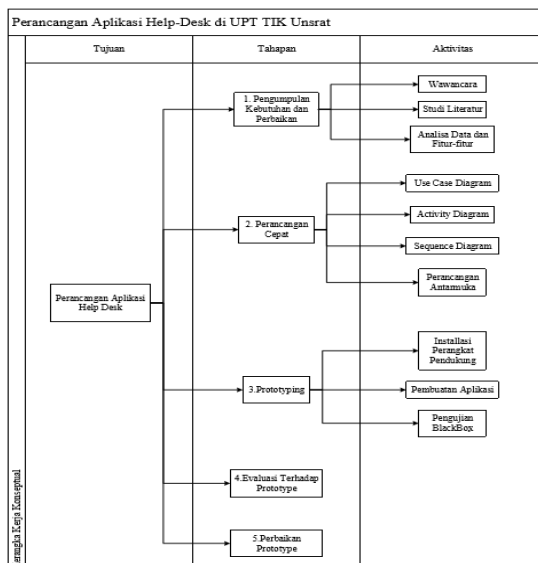 Perancangan Aplikasi Help-Desk di UPT TIK Unsrat
Tujuan
Tahapan
Aktivitas
1. Pengumpulan
Kebutuhan dan
Perbaikan
Wawancara
Studi Literatur
Analisa Data dan
Fitur-fitur
2. Perancangan
Cepat
Use Case Diagram
Activity Diagram
Sequence Diagram
Perancangan
Antarmuka
Perancangan Aplikasi
Help Desk
3.Prototyping
Installasi
Perangkat
Pendukung
Pembuatan Aplikasi
Pengujian
BlackBox
4.Evaluasi Terhadap
Prototype
5.Perbaikan
Prototype
erangka Kerja Konseptual